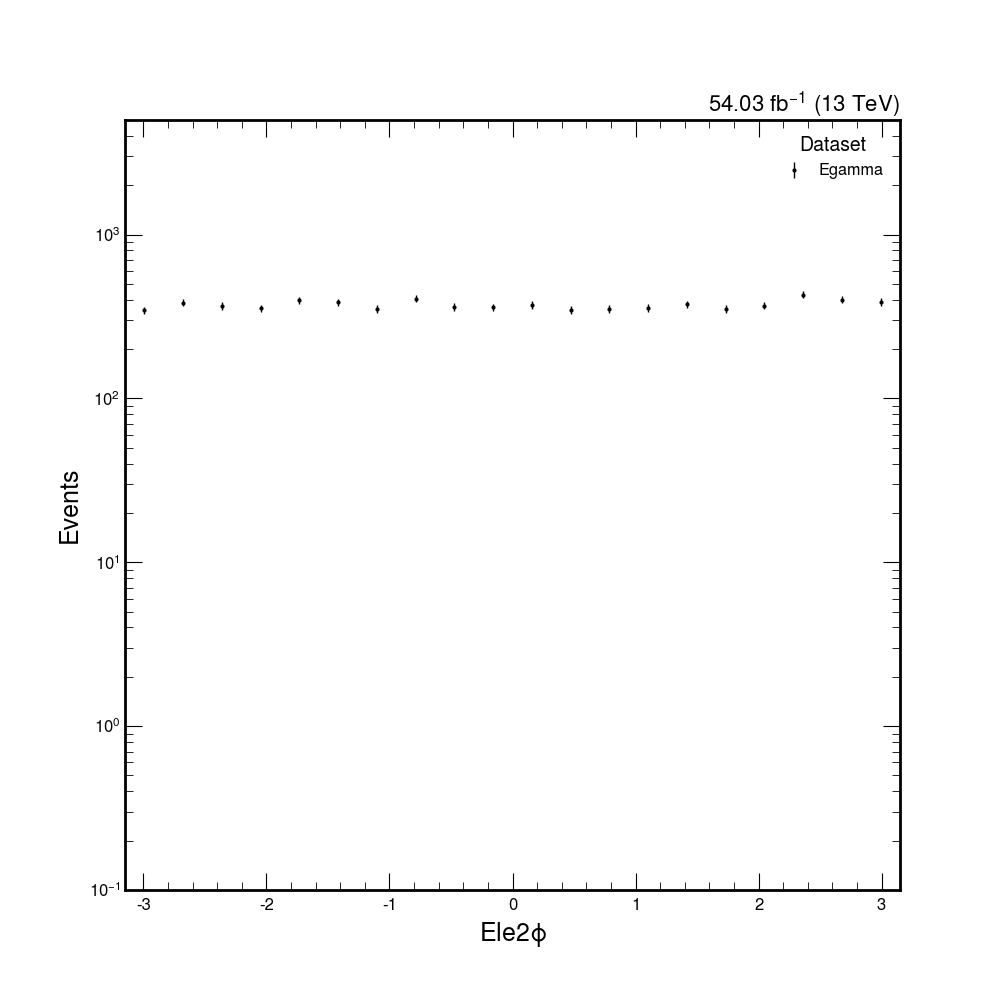 54.03 fb⁻¹ (13 TeV)
Dataset
Egamma
10³
10²
10¹
10⁰
10⁻¹
Events
-3 -2 -1 0 1 2 3
Ele2ϕ